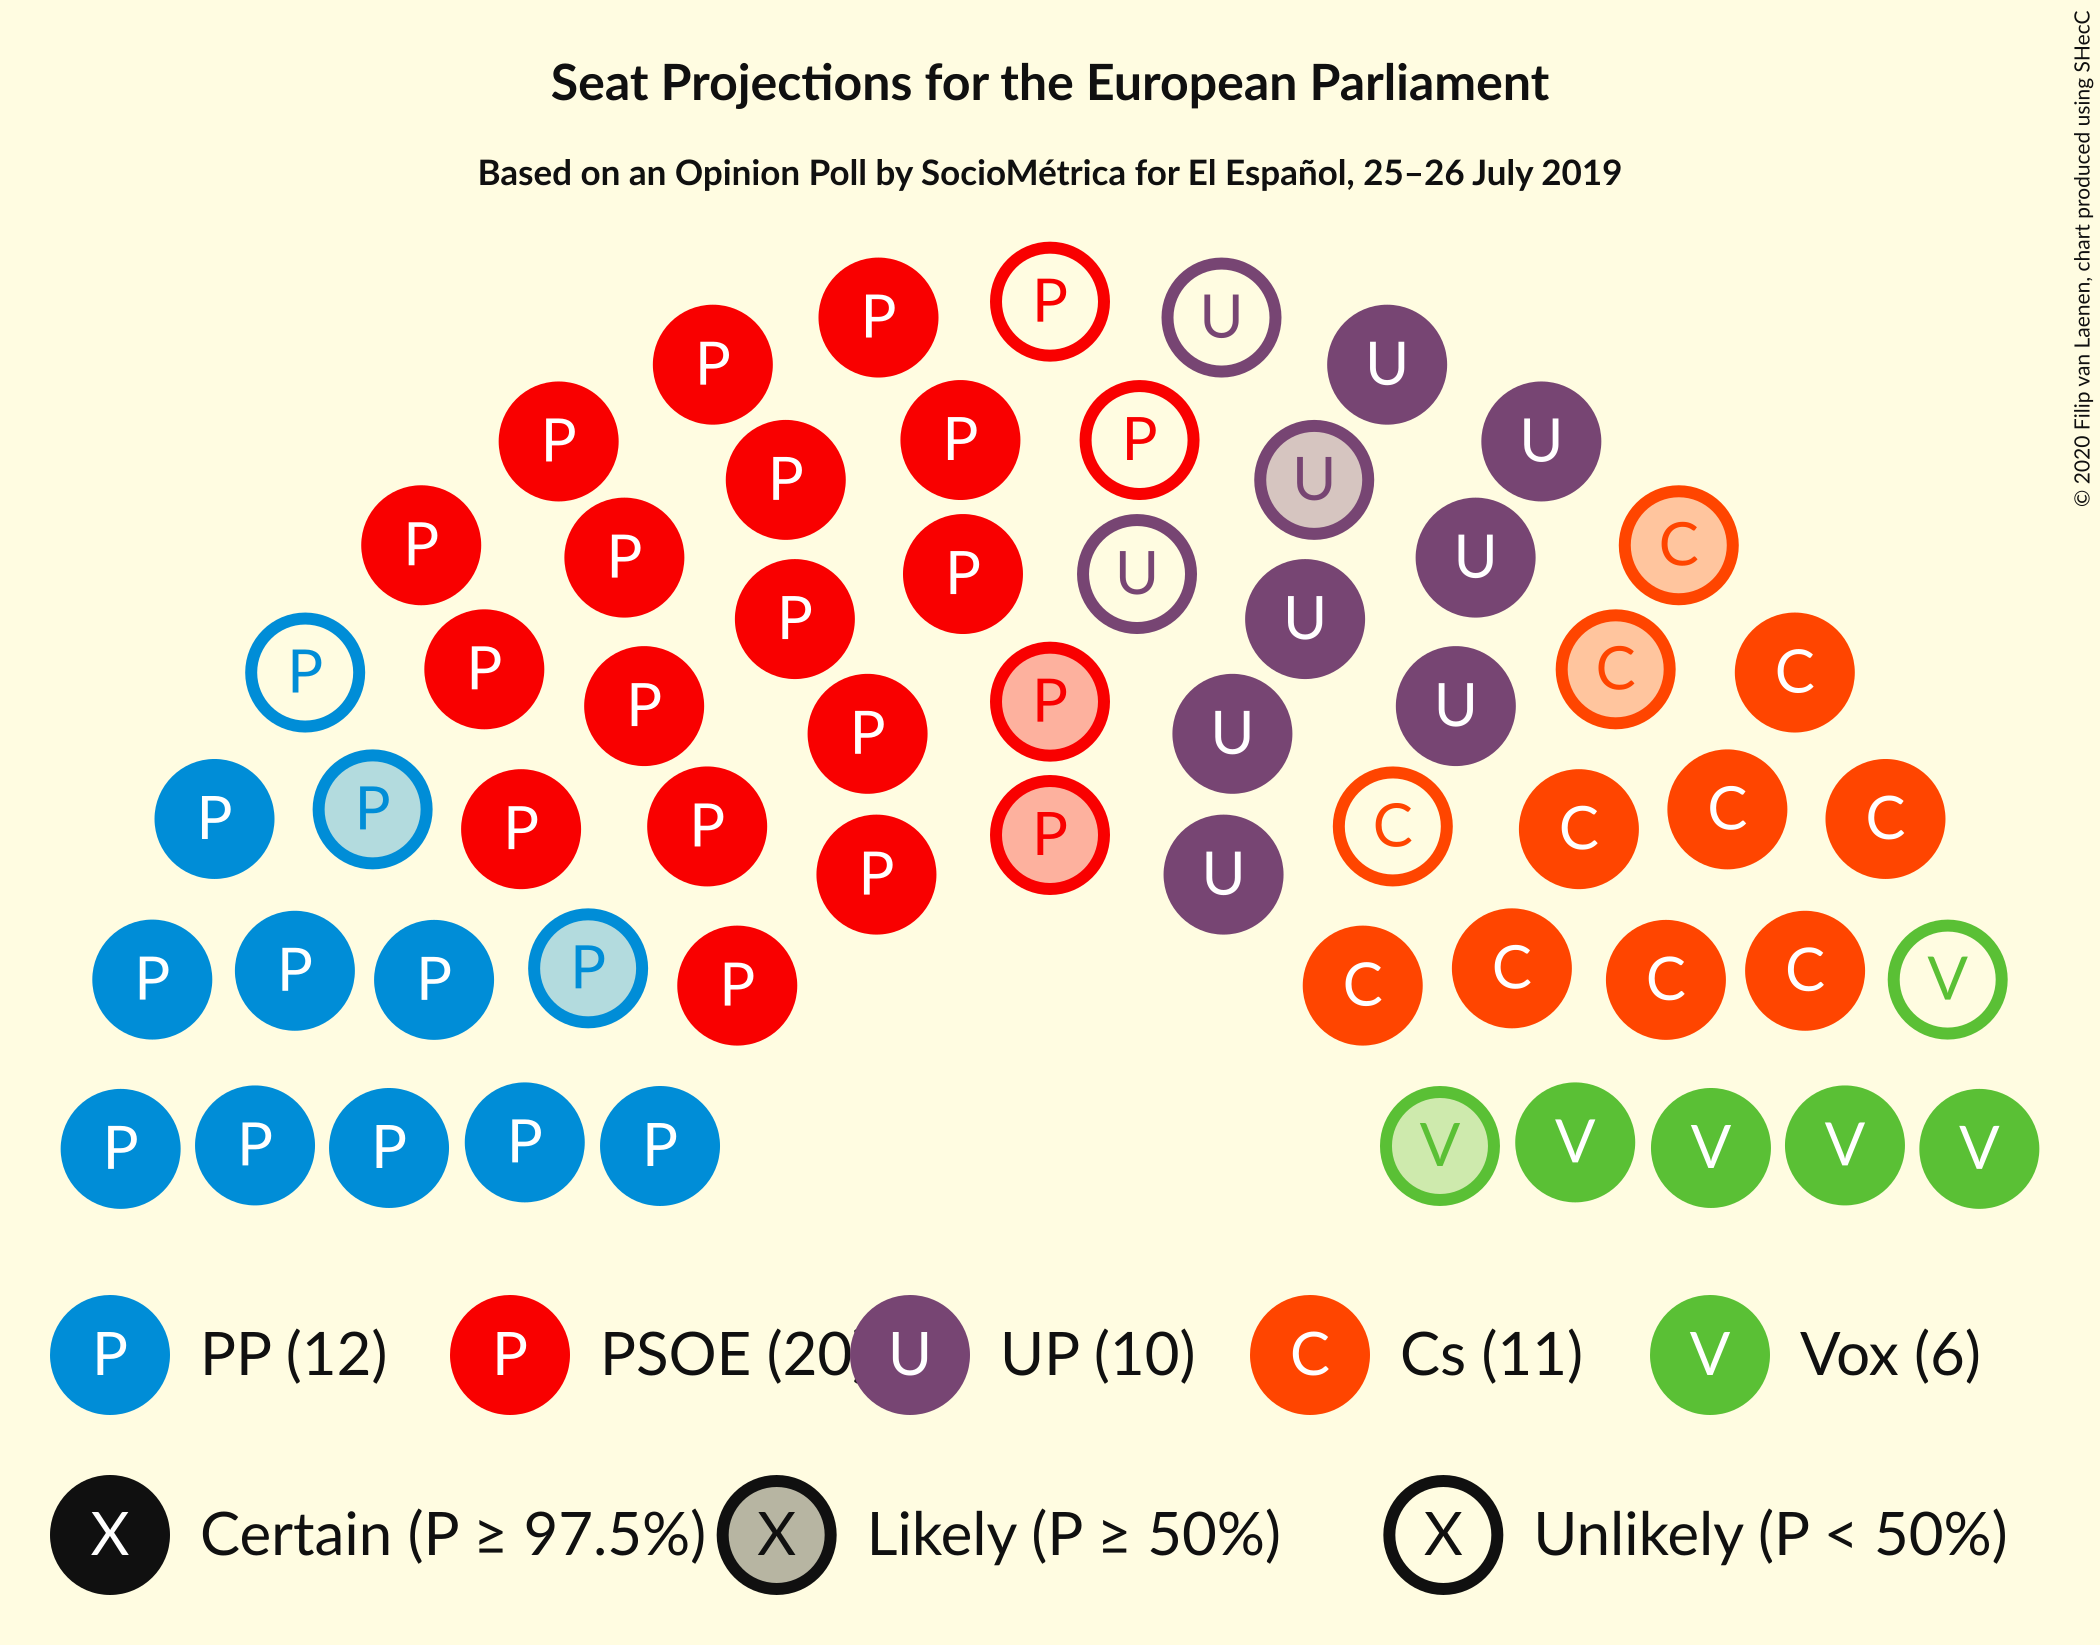 Seat Projections for the European Parliament
Based on an Opinion Poll by SocioMétrica for El Español, 25–26 July 2019
© 2020 Filip van Laenen, chart produced using SHecC
P P U
P U
P U
P P P U
P U
P P U C
P P U
P P C C
P P U
P P U
P P C C
P P P U C C C
P P U
P P P P P C C C C V
P P P P P V V V V V
P PP (12) P PSOE (20) U UP (10) C Cs (11) V Vox (6)
X Certain (P ≥ 97.5%) X Likely (P ≥ 50%) X Unlikely (P < 50%)